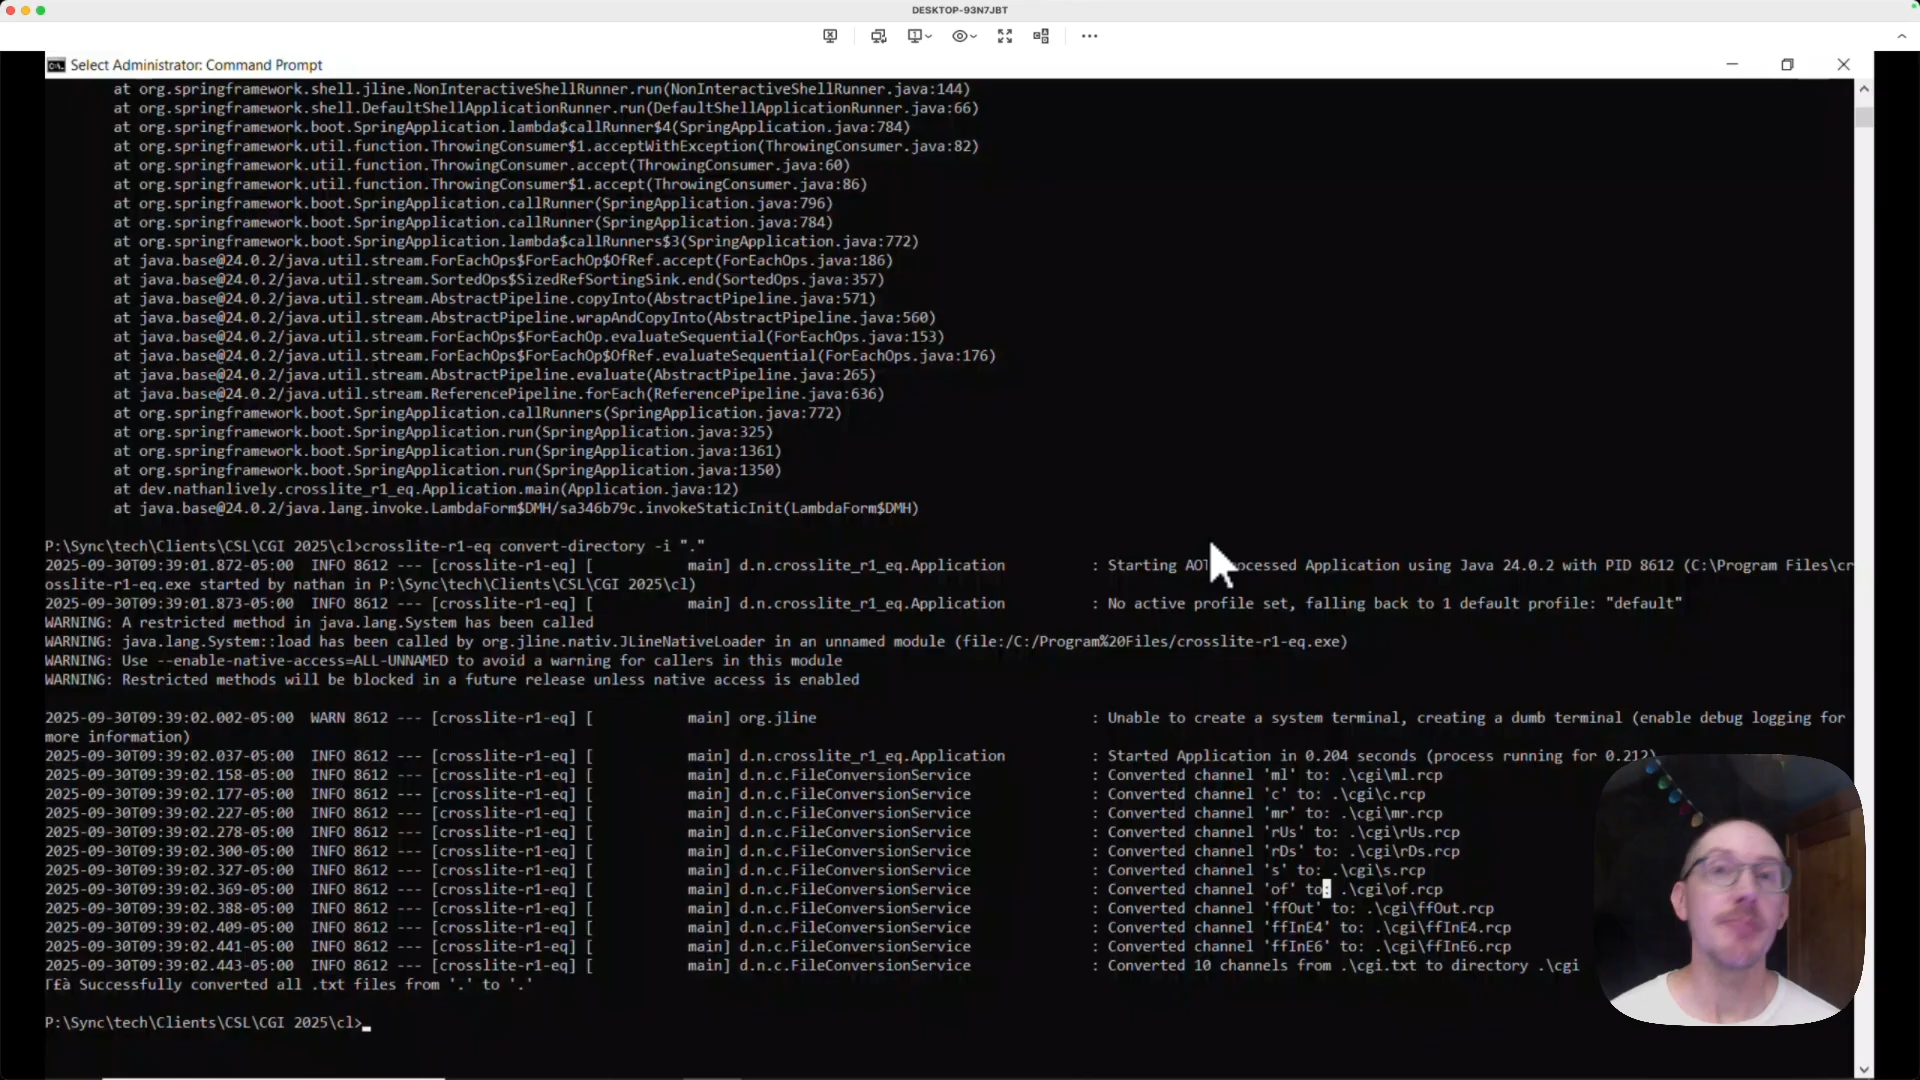 DESKTOP-93N7JBT
Select Administrator: Command Prompt
at org.springframework.shell.jline.NonInteractiveShellRunner.run(NonInteractiveShellRunner.java:144)
at org.springframework.shell.DefaultShellApplicationRunner.run(DefaultShellApplicationRunner.java:66)
at org.springframework.boot.SpringApplication.lambda$callRunner$4(SpringApplication.java:784)
at org.springframework.util.function.ThrowingConsumer$1.acceptWithException(ThrowingConsumer.java:82)
at org.springframework.util.function.ThrowingConsumer.accept(ThrowingConsumer.java:60)
at org.springframework.util.function.ThrowingConsumer$1.accept(ThrowingConsumer.java:86)
at org.springframework.boot.SpringApplication.callRunner(SpringApplication.java:796)
at org.springframework.boot.SpringApplication.callRunner(SpringApplication.java:784)
at org.springframework.boot.SpringApplication.lambda$callRunners$3(SpringApplication.java:772)
at java.base@24.0.2/java.util.stream.ForEachOps$ForEachOp$OfRef.accept(ForEachOps.java:186)
at java.base@24.0.2/java.util.stream.SortedOps$SizedRefSortingSink.end(SortedOps.java:357)
at java.base@24.0.2/java.util.stream.AbstractPipeline.copyInto(AbstractPipeline.java:571)
at java.base@24.0.2/java.util.stream.AbstractPipeline.wrapAndCopyInto(AbstractPipeline.java:560)
at java.base@24.0.2/java.util.stream.ForEachOps$ForEachOp.evaluateSequential(ForEachOps.java:153)
at java.base@24.0.2/java.util.stream.ForEachOps$ForEachOp$OfRef.evaluateSequential(ForEachOps.java:176)
at java.base@24.0.2/java.util.stream.AbstractPipeline.evaluate(AbstractPipeline.java:265)
at java.base@24.0.2/java.util.stream.ReferencePipeline.forEach(ReferencePipeline.java:636)
at org.springframework.boot.SpringApplication.callRunners(SpringApplication.java:772)
at org.springframework.boot.SpringApplication.run(SpringApplication.java:325)
at org.springframework.boot.SpringApplication.run(SpringApplication.java:1361)
at org.springframework.boot.SpringApplication.run(SpringApplication.java:1350)
at dev.nathanlively.crosslite_r1_eq.Application.main(Application.java:12)
at java.base@24.0.2/java.lang.invoke.LambdaForm$DMH/sa346b79c.invokeStaticInit(LambdaForm$DMH)
P:\Sync\tech\Clients\CSL\CGI 2025\cl>crosslite-r1-eq convert-directory -i "."
2025-09-30T09:39:01.872-05:00  INFO 8612 --- [crosslite-r1-eq] [           main] d.n.crosslite_r1_eq.Application          : Starting AOT ocessed Application using Java 24.0.2 with PID 8612 (C:\Program Files\cr
osslite-r1-eq.exe started by nathan in P:\Sync\tech\Clients\CSL\CGI 2025\cl)
2025-09-30T09:39:01.873-05:00  INFO 8612 --- [crosslite-r1-eq] [           main] d.n.crosslite_r1_eq.Application          : No active profile set, falling back to 1 default profile: "default"
WARNING: A restricted method in java.lang.System has been called
WARNING: java.lang.System::load has been called by org.jline.nativ.JLineNativeLoader in an unnamed module (file:/C:/Program%20Files/crosslite-r1-eq.exe)
WARNING: Use --enable-native-access=ALL-UNNAMED to avoid a warning for callers in this module
WARNING: Restricted methods will be blocked in a future release unless native access is enabled
2025-09-30T09:39:02.002-05:00  WARN 8612 --- [crosslite-r1-eq] [           main] org.jline                                : Unable to create a system terminal, creating a dumb terminal (enable debug logging for
more information)
2025-09-30T09:39:02.037-05:00  INFO 8612 --- [crosslite-r1-eq] [           main] d.n.crosslite_r1_eq.Application          : Started Application in 0.204 seconds (process running for 0.212)
2025-09-30T09:39:02.158-05:00  INFO 8612 --- [crosslite-r1-eq] [           main] d.n.c.FileConversionService              : Converted channel 'ml' to: .\cgi\ml.rcp
2025-09-30T09:39:02.177-05:00  INFO 8612 --- [crosslite-r1-eq] [           main] d.n.c.FileConversionService              : Converted channel 'c' to: .\cgi\c.rcp
2025-09-30T09:39:02.227-05:00  INFO 8612 --- [crosslite-r1-eq] [           main] d.n.c.FileConversionService              : Converted channel 'mr' to: .\cgi\mr.rcp
2025-09-30T09:39:02.278-05:00  INFO 8612 --- [crosslite-r1-eq] [           main] d.n.c.FileConversionService              : Converted channel 'rUs' to: .\cgi\rUs.rcp
2025-09-30T09:39:02.300-05:00  INFO 8612 --- [crosslite-r1-eq] [           main] d.n.c.FileConversionService              : Converted channel 'rDs' to: .\cgi\rDs.rcp
2025-09-30T09:39:02.327-05:00  INFO 8612 --- [crosslite-r1-eq] [           main] d.n.c.FileConversionService              : Converted channel 's' to: .\cgi\s.rcp
2025-09-30T09:39:02.369-05:00  INFO 8612 --- [crosslite-r1-eq] [           main] d.n.c.FileConversionService              : Converted channel 'of' to: .\cgi\of.rcp
2025-09-30T09:39:02.388-05:00  INFO 8612 --- [crosslite-r1-eq] [           main] d.n.c.FileConversionService              : Converted channel 'ffOut' to: .\cgi\ffOut.rcp
2025-09-30T09:39:02.409-05:00  INFO 8612 --- [crosslite-r1-eq] [           main] d.n.c.FileConversionService              : Converted channel 'ffInE4' to: .\cgi\ffInE4.rcp
2025-09-30T09:39:02.441-05:00  INFO 8612 --- [crosslite-r1-eq] [           main] d.n.c.FileConversionService              : Converted channel 'ffInE6' to: .\cgi\ffInE6.rcp
2025-09-30T09:39:02.443-05:00  INFO 8612 --- [crosslite-r1-eq] [           main] d.n.c.FileConversionService              : Converted 10 channels from .\cgi.txt to directory .\cgi
Γ£à Successfully converted all .txt files from '.' to '.'
P:\Sync\tech\Clients\CSL\CGI 2025\cl>